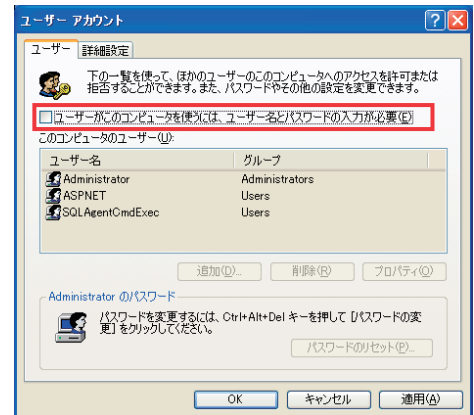 ユーザー アカウント
ユーザー 詳細設定
下の一覧を使って、ほかのユーザーのこのコンピュータへのアクセスを許可または
拒否することができます。また、パスワードやその他の設定を変更できます。
ユーザーがこのコンピュータを使うには、ユーザー名とパスワードの入力が必要(E)
このコンピュータのユーザー(U):
ユーザー名 グループ
Administrator Administrators
ASPNET Users
SQLAgentCmdExec Users
追加(D)... 削除(R) プロパティ(O)
Administrator のパスワード
パスワードを変更するには、Ctrl+Alt+Del キーを押して [パスワードの変
更] をクリックしてください。
パスワードのリセット(P)...
OK キャンセル 適用(A)